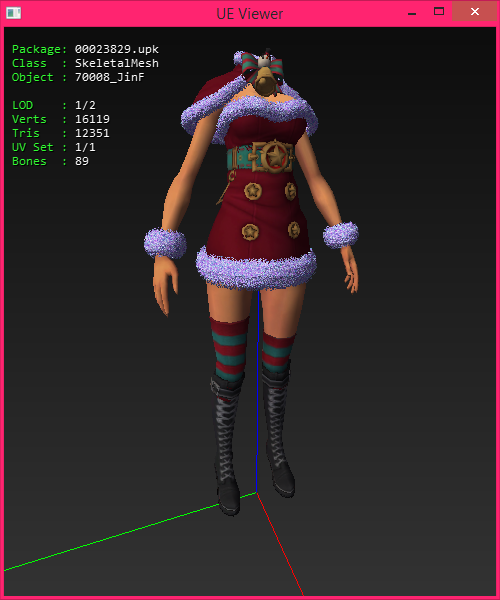 UE Viewer
Package: 00023829.upk
Class  : SkeletalMesh
Object : 70008_JinF
LOD    : 1/2
Verts  : 16119
Tris   : 12351
UV Set : 1/1
Bones  : 89